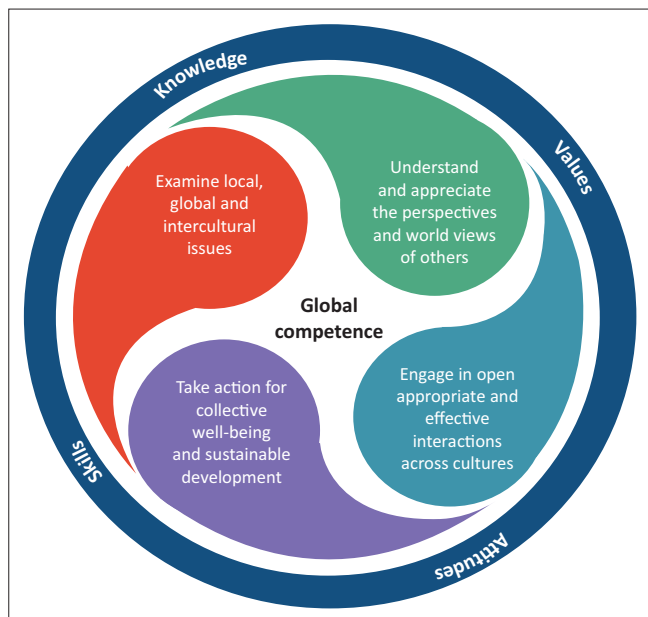 Knowledge
Values
Examine local,
global and
intercultural
issues
Understand
and appreciate
the perspectives
and world views
of others
Global
competence
Take action for
collective
well-being
and sustainable
development
Engage in open
appropriate and
effective
interactions
across cultures
Skills
Attitudes